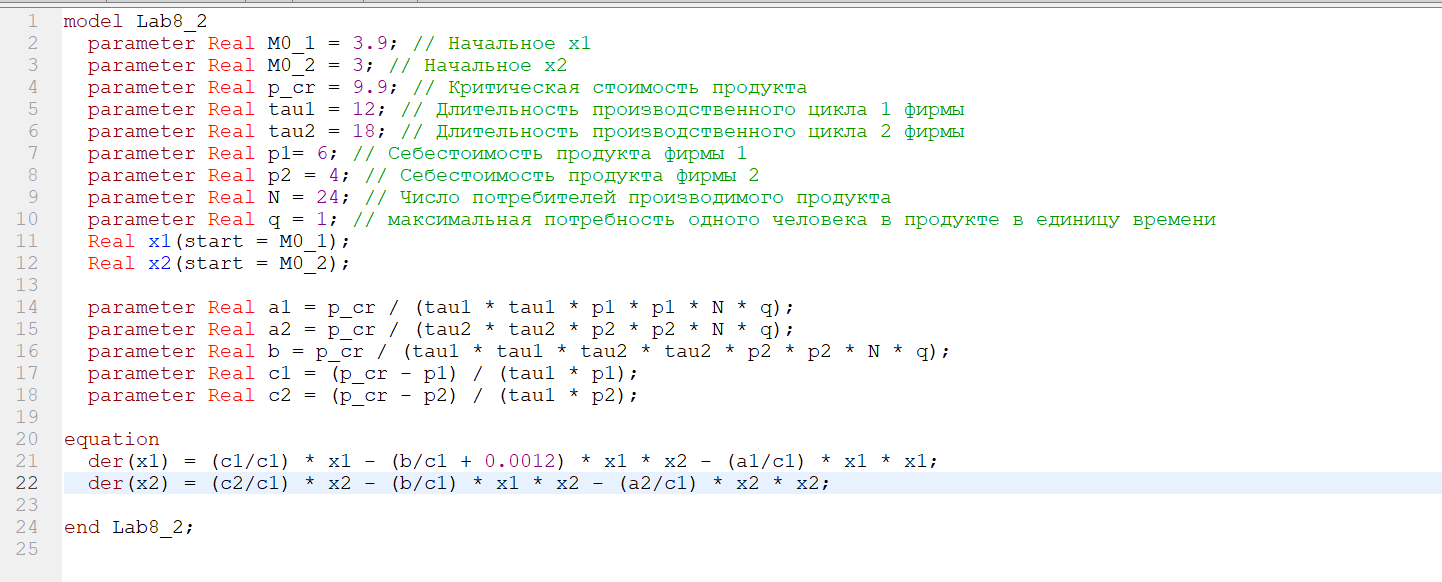 1 model Lab8_2
2 parameter Real M0_1 = 3.9; // Начальное x1
3 parameter Real M0_2 = 3; // Начальное x2
4 parameter Real p_cr = 9.9; // Критическая стоимость продукта
5 parameter Real tau1 = 12; // Длительность производственного цикла 1 фирмы
6 parameter Real tau2 = 18; // Длительность производственного цикла 2 фирмы
7 parameter Real p1= 6; // Себестоимость продукта фирмы 1
8 parameter Real p2 = 4; // Себестоимость продукта фирмы 2
9 parameter Real N = 24; // Число потребителей производимого продукта
10 parameter Real q = 1; // максимальная потребность одного человека в продукте в единицу времени
11 Real x1(start = M0_1);
12 Real x2(start = M0_2);
13
14 parameter Real a1 = p_cr / (tau1 * tau1 * p1 * p1 * N * q);
15 parameter Real a2 = p_cr / (tau2 * tau2 * p2 * p2 * N * q);
16 parameter Real b = p_cr / (tau1 * tau1 * tau2 * tau2 * p2 * p2 * N * q);
17 parameter Real c1 = (p_cr - p1) / (tau1 * p1);
18 parameter Real c2 = (p_cr - p2) / (tau1 * p2);
19
20 equation
21 der(x1) = (c1/c1) * x1 - (b/c1 + 0.0012) * x1 * x2 - (a1/c1) * x1 * x1;
22 der(x2) = (c2/c1) * x2 - (b/c1) * x1 * x2 - (a2/c1) * x2 * x2;
23
24 end Lab8_2;
25